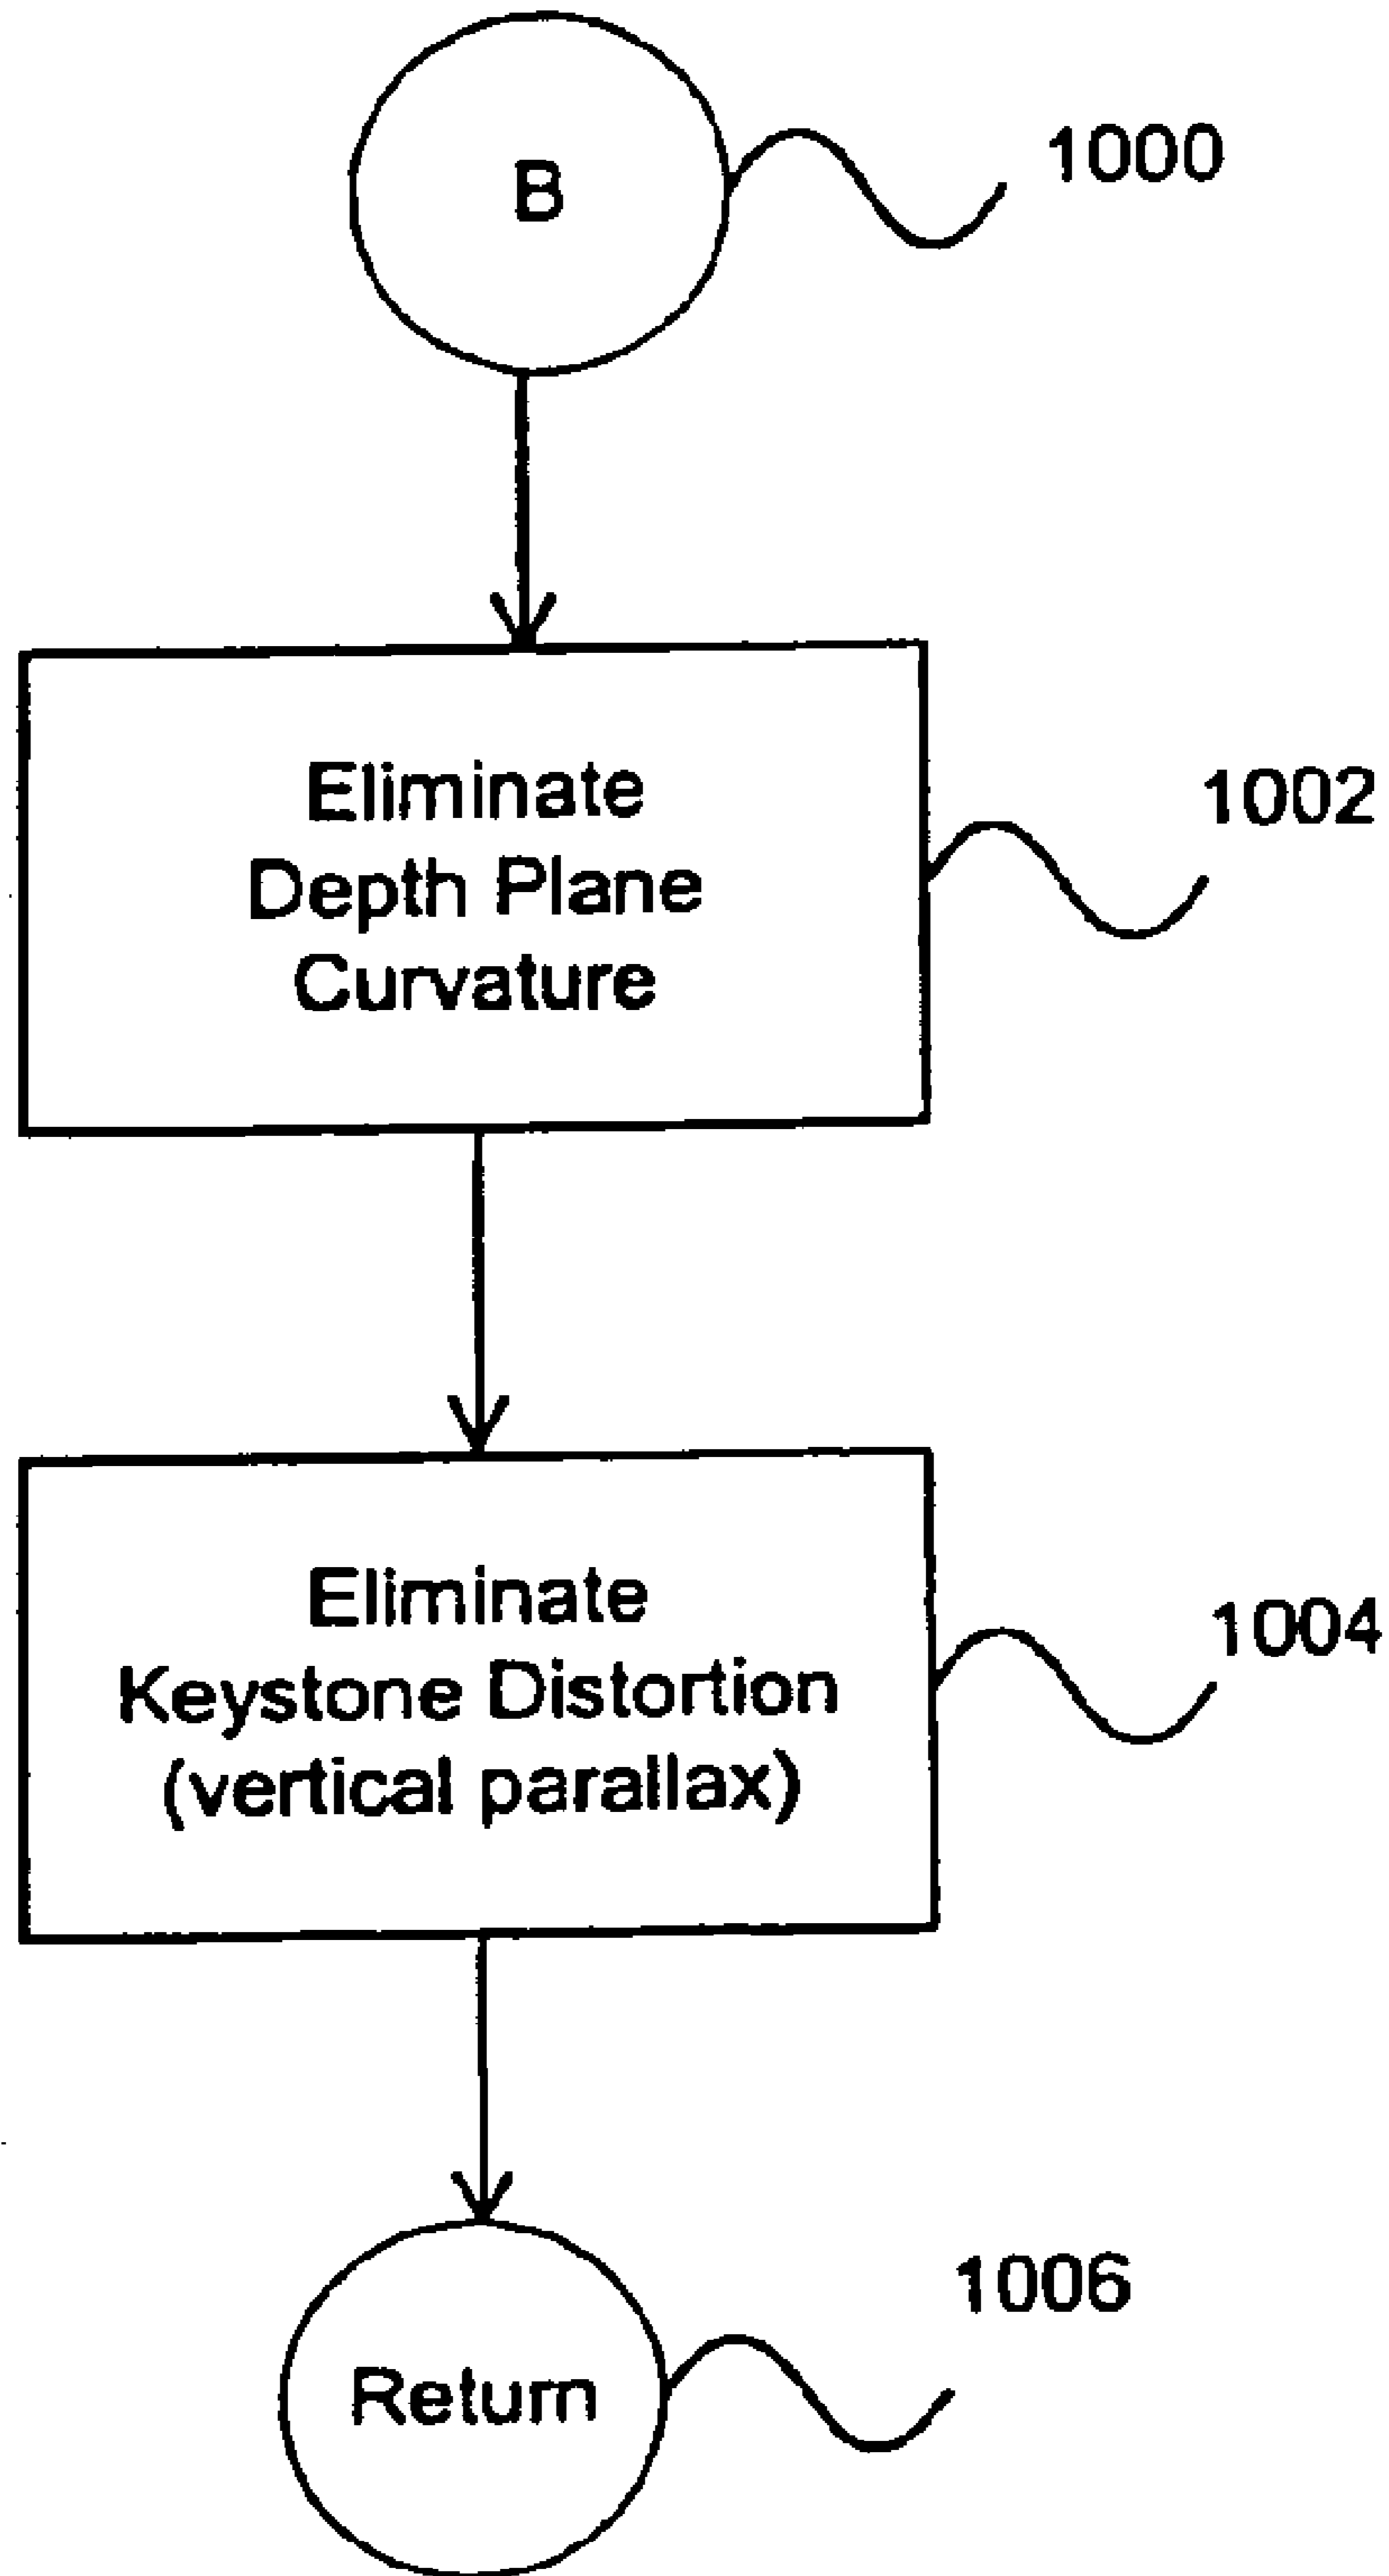 B
1000
Eliminate
Depth Plane
Curvature
1002
Eliminate
Keystone Distortion
(vertical parallax)
1004
Return
1006